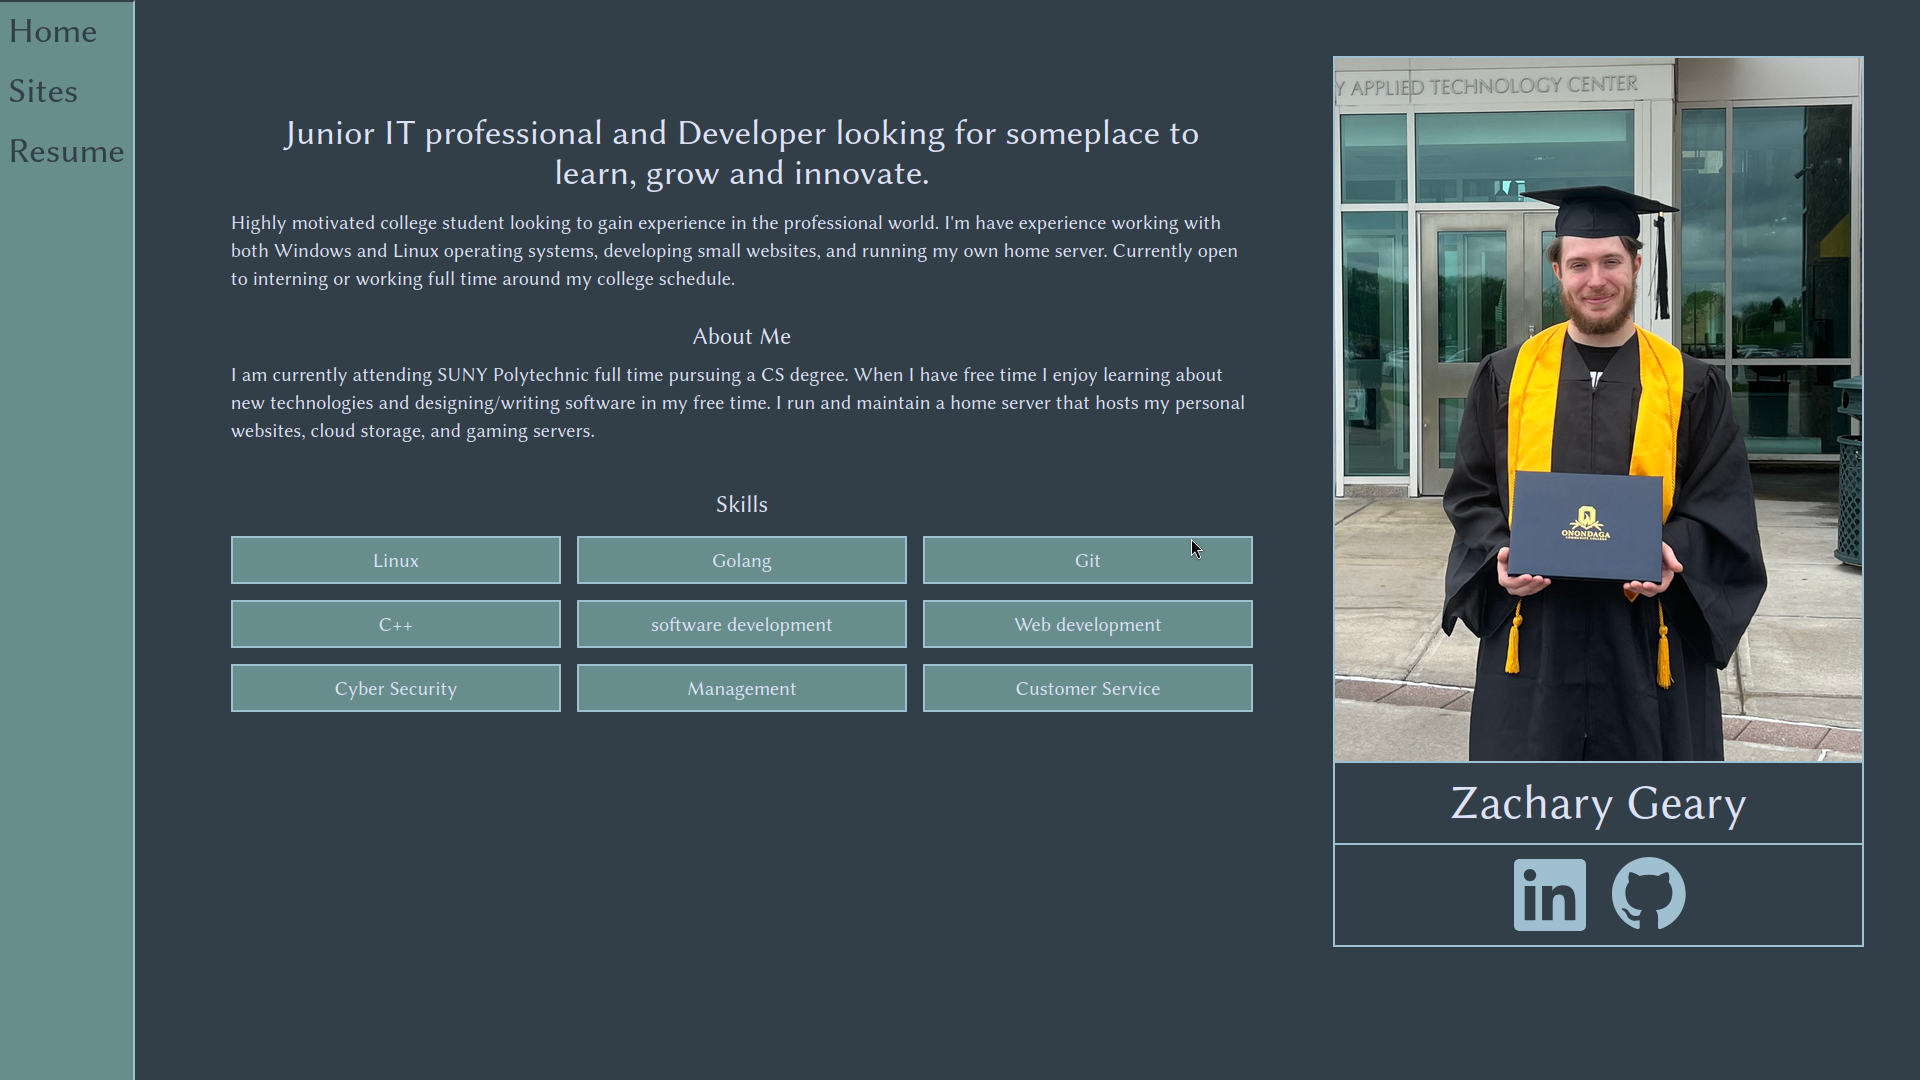 Home
Sites
Resume
Junior IT professional and Developer looking for someplace to
learn, grow and innovate.
Highly motivated college student looking to gain experience in the professional world. I'm have experience working with
both Windows and Linux operating systems, developing small websites, and running my own home server. Currently open
to interning or working full time around my college schedule.
About Me
I am currently attending SUNY Polytechnic full time pursuing a CS degree. When I have free time I enjoy learning about
new technologies and designing/writing software in my free time. I run and maintain a home server that hosts my personal
websites, cloud storage, and gaming servers.
Skills
Linux
Golang
Git
C++
software development
Web development
Cyber Security
Management
Customer Service
Y APPLIED TECHNOLOGY CENTER
ONONDAGA
COMMUNITY COLLEGE
Zachary Geary
in